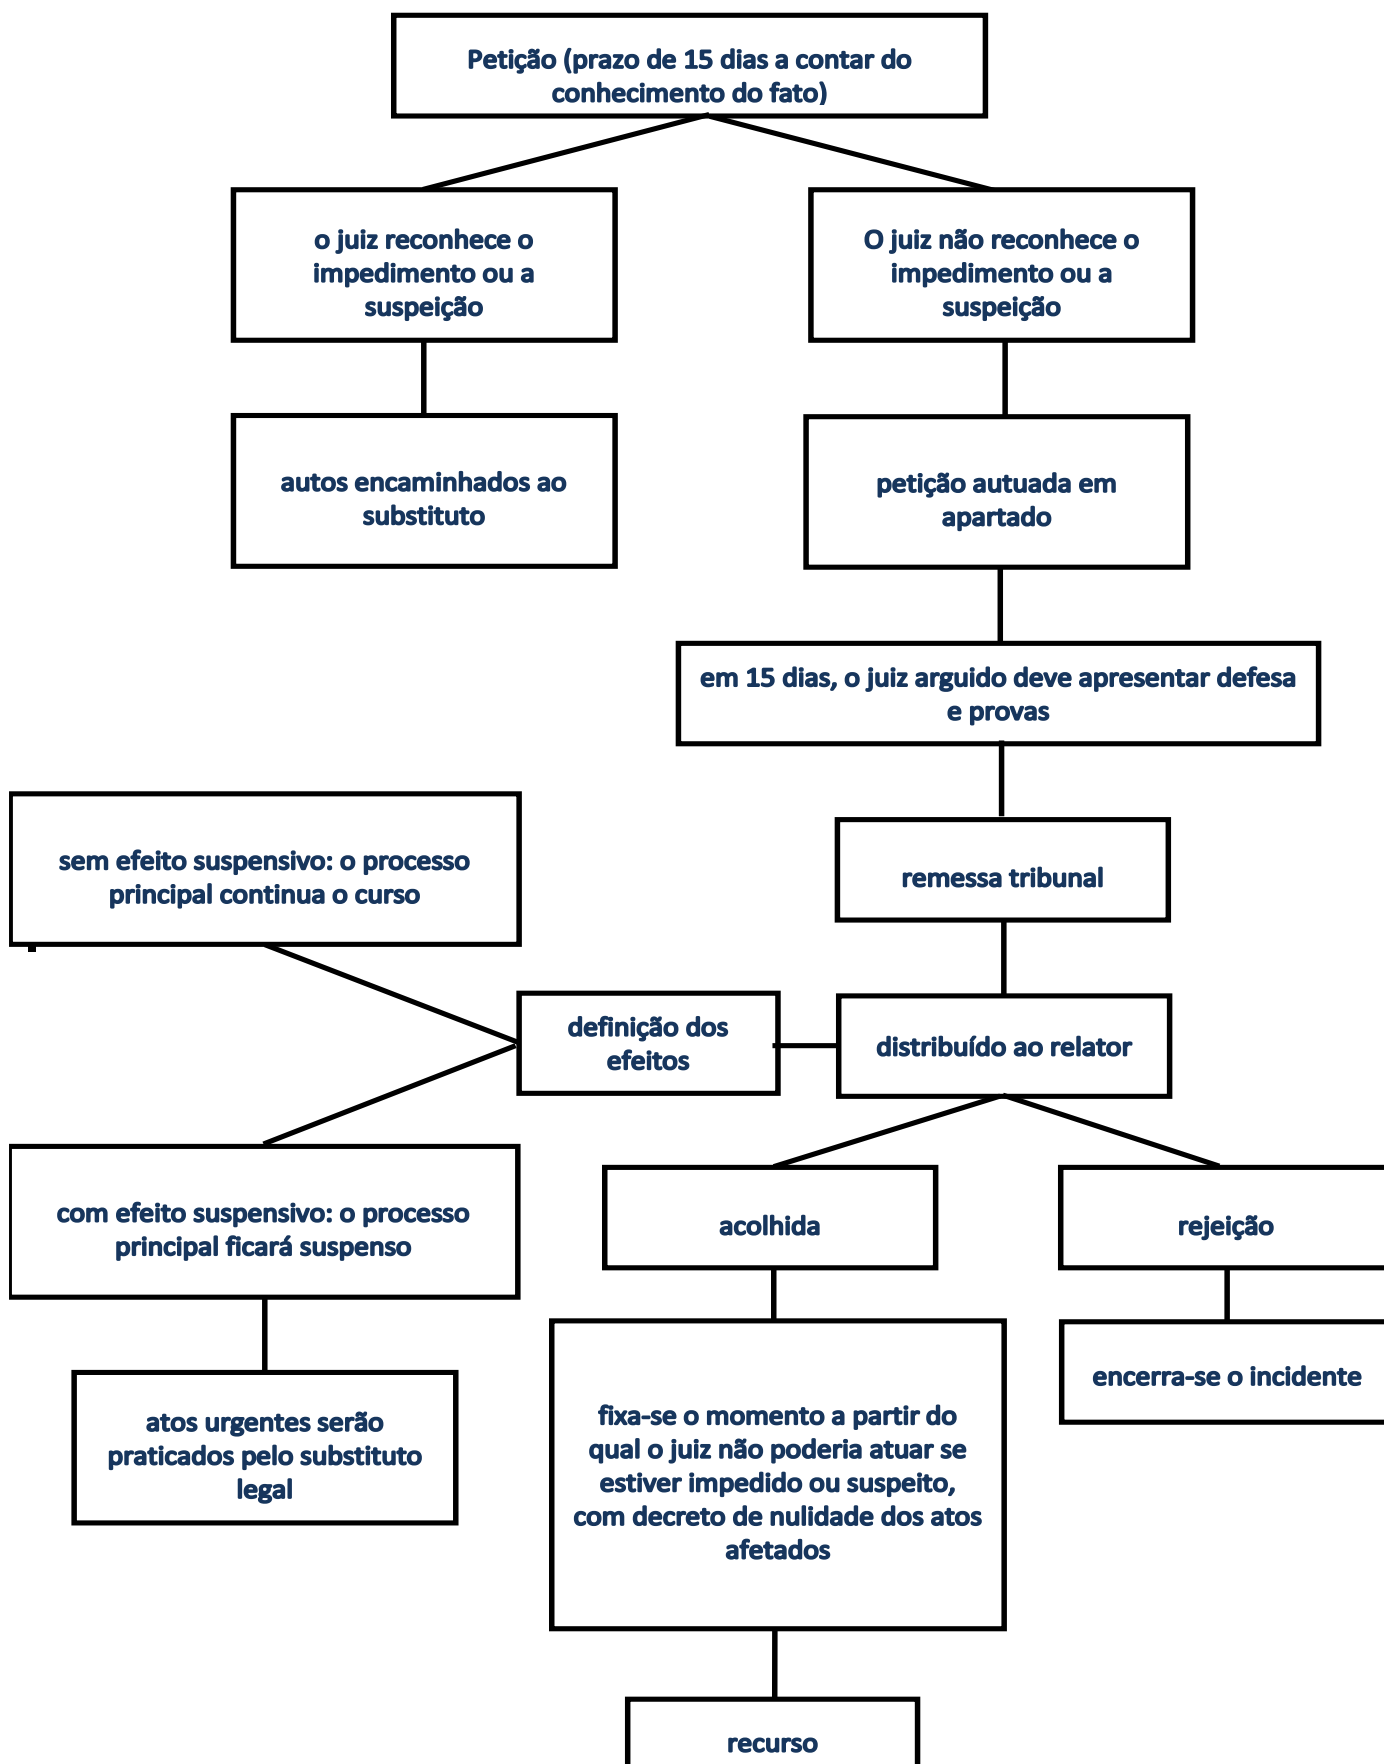 Petição (prazo de 15 dias a contar do
conhecimento do fato)
o juiz reconhece o
impedimento ou a
suspeição
O juiz não reconhece o
impedimento ou a
suspeição
autos encaminhados ao
substituto
petição autuada em
apartado
em 15 dias, o juiz arguido deve apresentar defesa
e provas
remessa tribunal
sem efeito suspensivo: o processo
principal continua o curso
definição dos
efeitos
distribuído ao relator
com efeito suspensivo: o processo
principal ficará suspenso
acolhida
rejeição
atos urgentes serão
praticados pelo substituto
legal
fixa-se o momento a partir do
qual o juiz não poderia atuar se
estiver impedido ou suspeito,
com decreto de nulidade dos atos
afetados
encerra-se o incidente
recurso